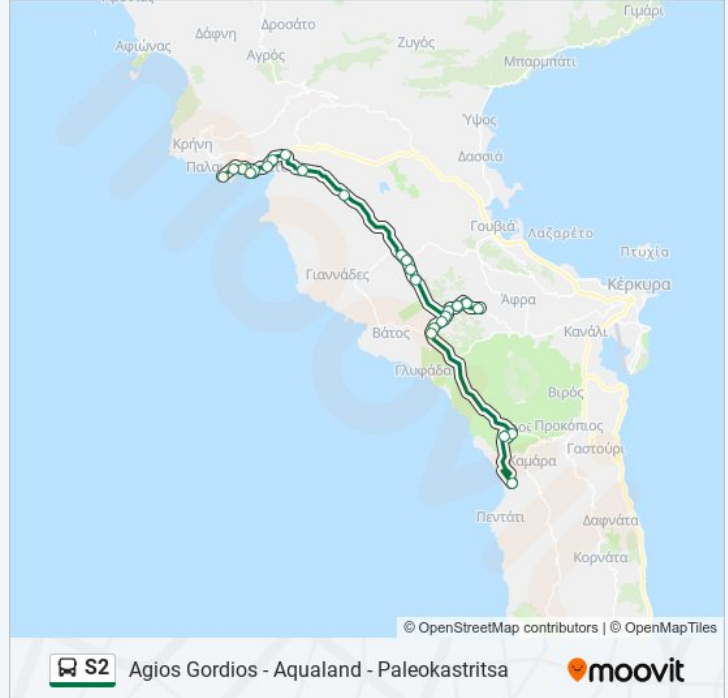 Γιμάρι
Δροσάτο
Δάφνη
Αφιώνας
Ζυγός
Αγρός
Μπαρμπάτι
Ύψος
Κρήνη
Δασσιά
Γουβιά
Λαζαρέτο
Πτυχία
Γιαννάδες
Κέρκυρα
Άφρα
Βάτος
Κανάλι
Γλυφάδα
Βιρός
Προκόπιος
Γαστούρι
Καμάρα
Πεντάτι
Δαφνάτα
Κορνάτα
© OpenStreetMap contributors | © OpenMapTiles
S2 Agios Gordios - Aqualand - Paleokastritsa
moovit